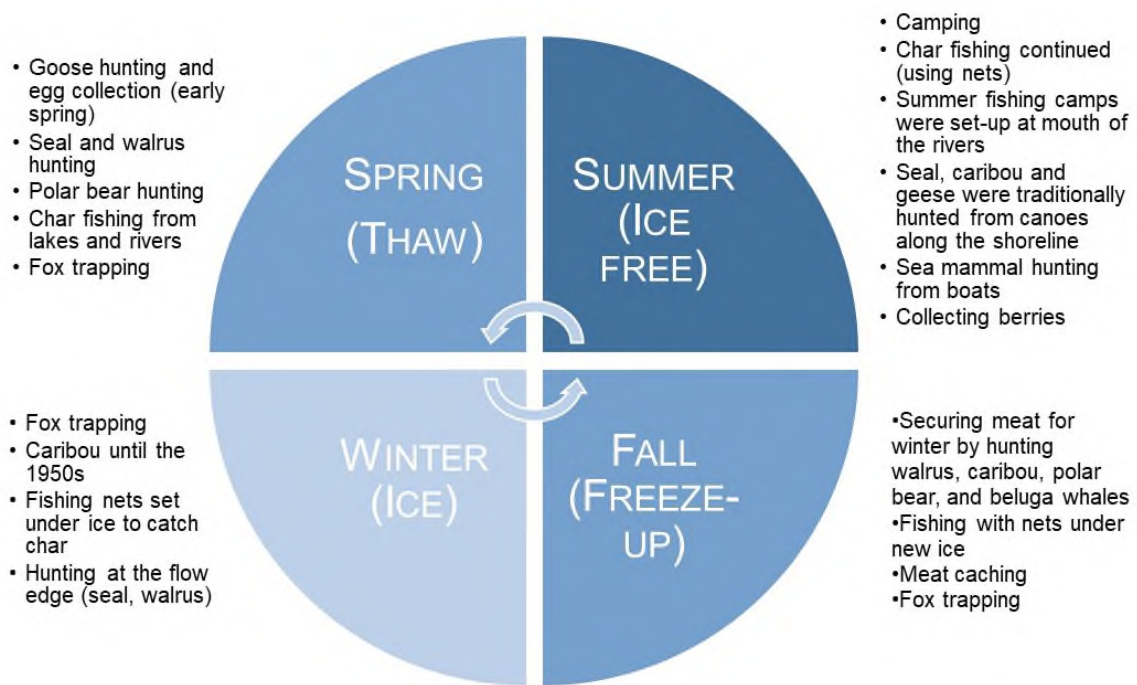 • Goose hunting and
egg collection (early
spring)
• Seal and walrus
hunting
• Polar bear hunting
• Char fishing from
lakes and rivers
• Fox trapping
SPRING
(THAW)
SUMMER
(ICE
FREE)
• Camping
• Char fishing continued
(using nets)
• Summer fishing camps
were set-up at mouth of
the rivers
• Seal, caribou and
geese were traditionally
hunted from canoes
along the shoreline
• Sea mammal hunting
from boats
• Collecting berries
• Fox trapping
• Caribou until the
1950s
• Fishing nets set
under ice to catch
char
• Hunting at the flow
edge (seal, walrus)
WINTER
(ICE)
FALL
(FREEZE-
UP)
•Securing meat for
winter by hunting
walrus, caribou, polar
bear, and beluga whales
•Fishing with nets under
new ice
•Meat caching
•Fox trapping